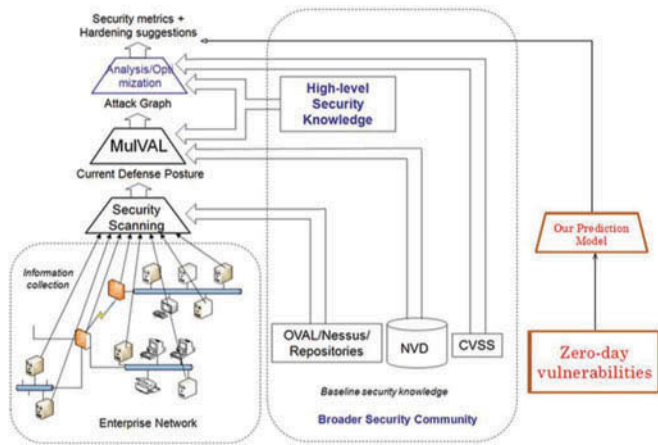 Security metrics +
Hardening suggestions
Analysis/Opti
mization
Attack Graph
High-level
Security
Knowledge
MulVAL
Current Defense Posture
Security
Scanning
Our Prediction
Model
Information
collection
OVAL/Nessus/
Repositories
NVD
CVSS
Zero-day
vulnerabilities
Baseline security knowledge
Enterprise Network
Broader Security Community